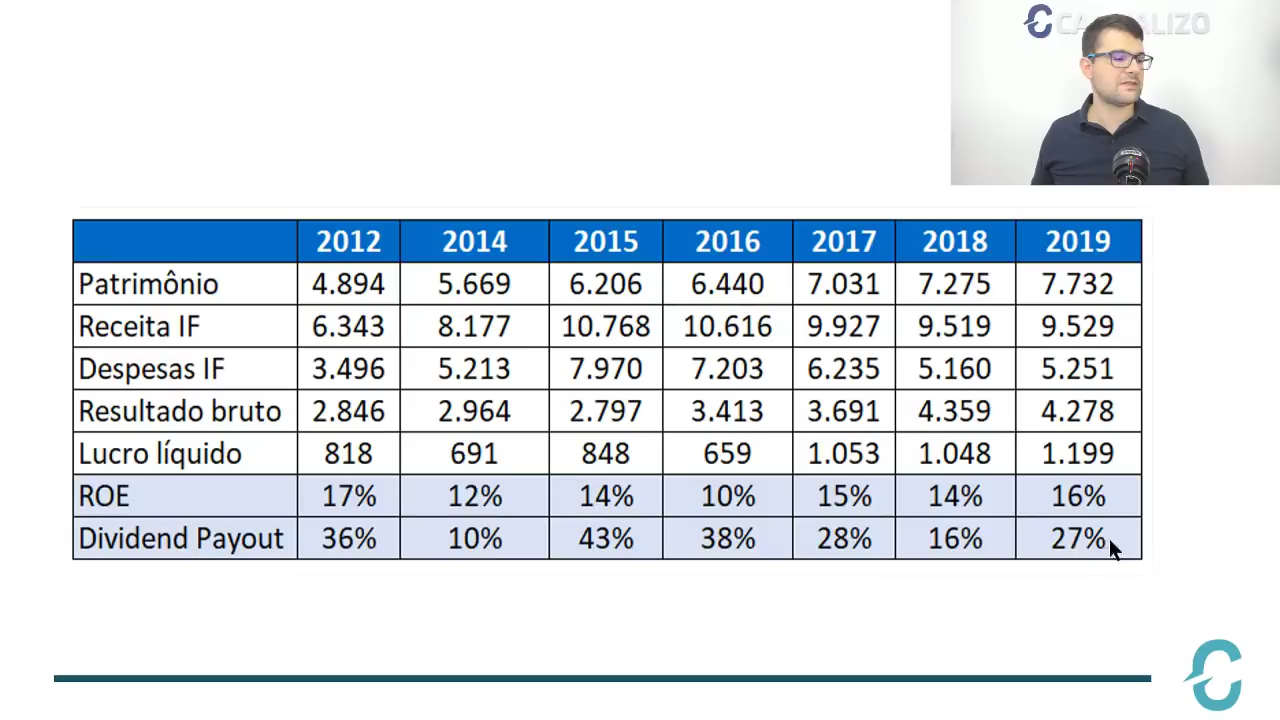 2012 2014 2015 2016 2017 2018 2019
Patrimônio 4.894 5.669 6.206 6.440 7.031 7.275 7.732
Receita IF 6.343 8.177 10.768 10.616 9.927 9.519 9.529
Despesas IF 3.496 5.213 7.970 7.203 6.235 5.160 5.251
Resultado bruto 2.846 2.964 2.797 3.413 3.691 4.359 4.278
Lucro líquido 818 691 848 659 1.053 1.048 1.199
ROE 17% 12% 14% 10% 15% 14% 16%
Dividend Payout 36% 10% 43% 38% 28% 16% 27%